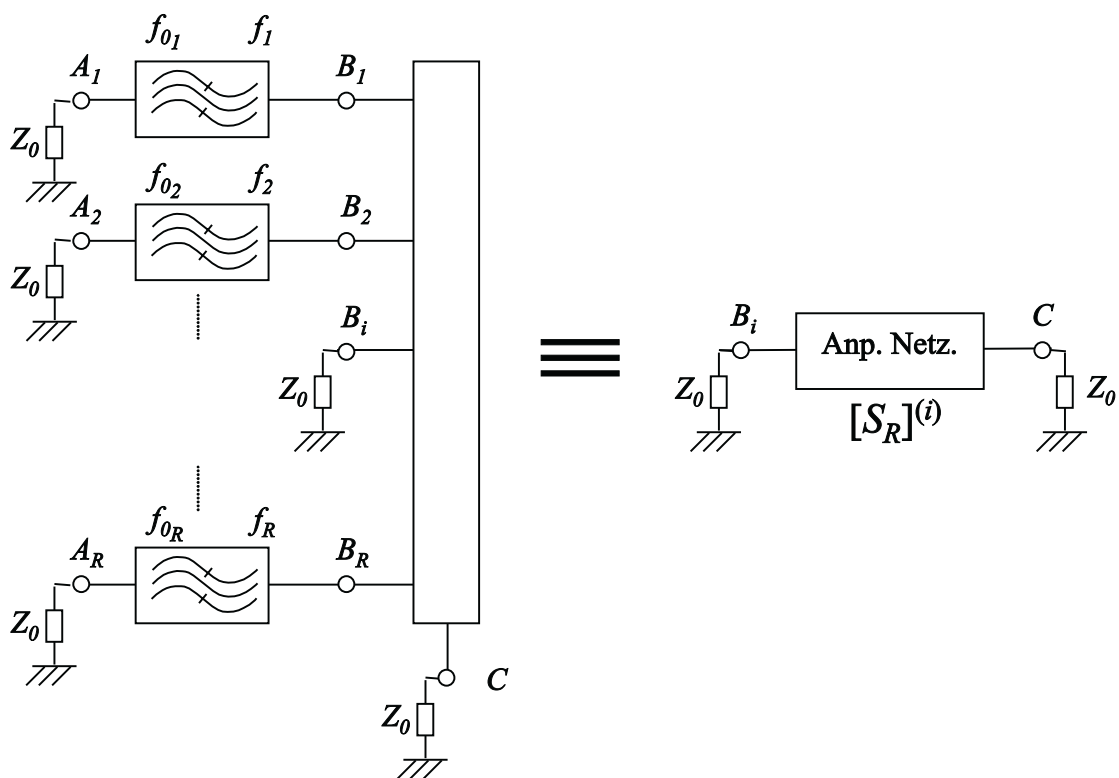 f₀₁ f₁
A₁ B₁
Z₀
f₀₂ f₂
A₂ B₂
Z₀
Bᵢ
Z₀
f₀R fR
AR BR
Z₀
C
Z₀
Bᵢ Anp. Netz. C
Z₀ Z₀
[SR]⁽ⁱ⁾